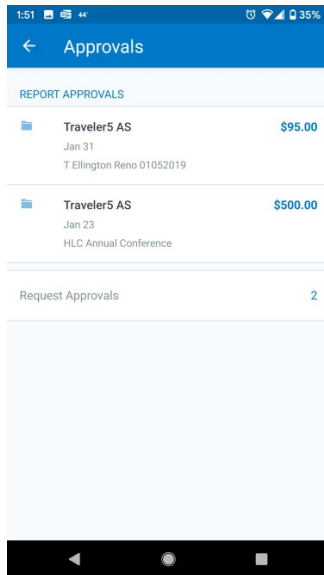 1:51 44° 35%
Approvals
REPORT APPROVALS
Traveler5 AS $95.00
Jan 31
T Ellington Reno 01052019
Traveler5 AS $500.00
Jan 23
HLC Annual Conference
Request Approvals 2